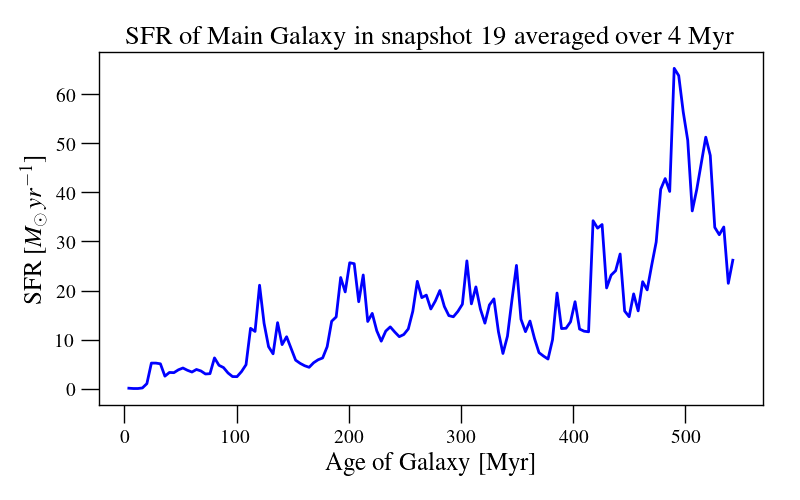 SFR of Main Galaxy in snapshot 19 averaged over 4 Myr
SFR [M⊙yr⁻¹]
60
50
40
30
20
10
0
0 100 200 300 400 500
Age of Galaxy [Myr]